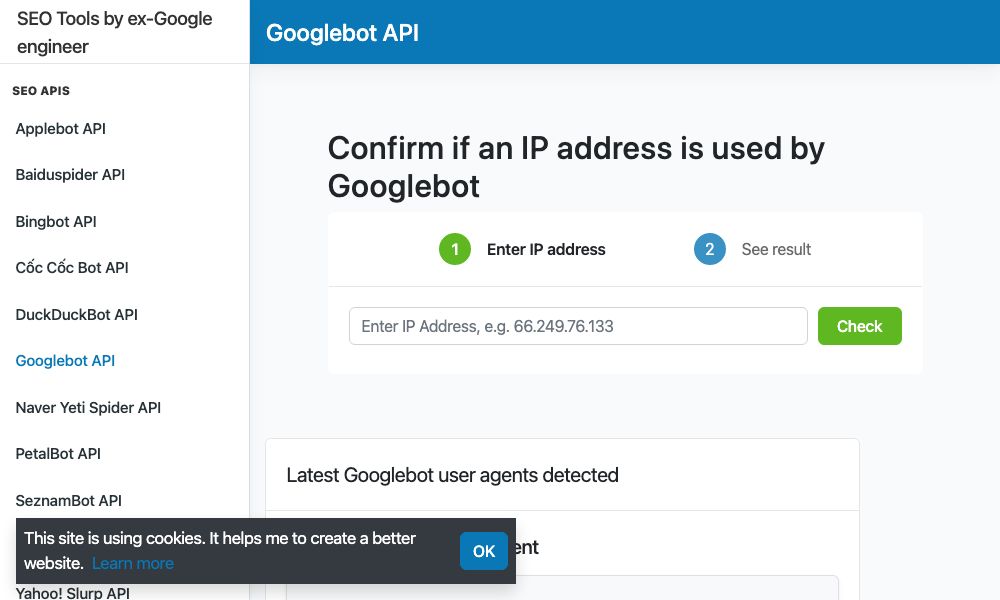 SEO Tools by ex-Google
engineer
Googlebot API
SEO APIS
Applebot API
Baiduspider API
Bingbot API
Cốc Cốc Bot API
DuckDuckBot API
Googlebot API
Naver Yeti Spider API
PetalBot API
SeznamBot API
Yahoo! Slurp API
Confirm if an IP address is used by
Googlebot
1 Enter IP address 2 See result
Enter IP Address, e.g. 66.249.76.133 Check
Latest Googlebot user agents detected
This site is using cookies. It helps me to create a better
website. Learn more
OK